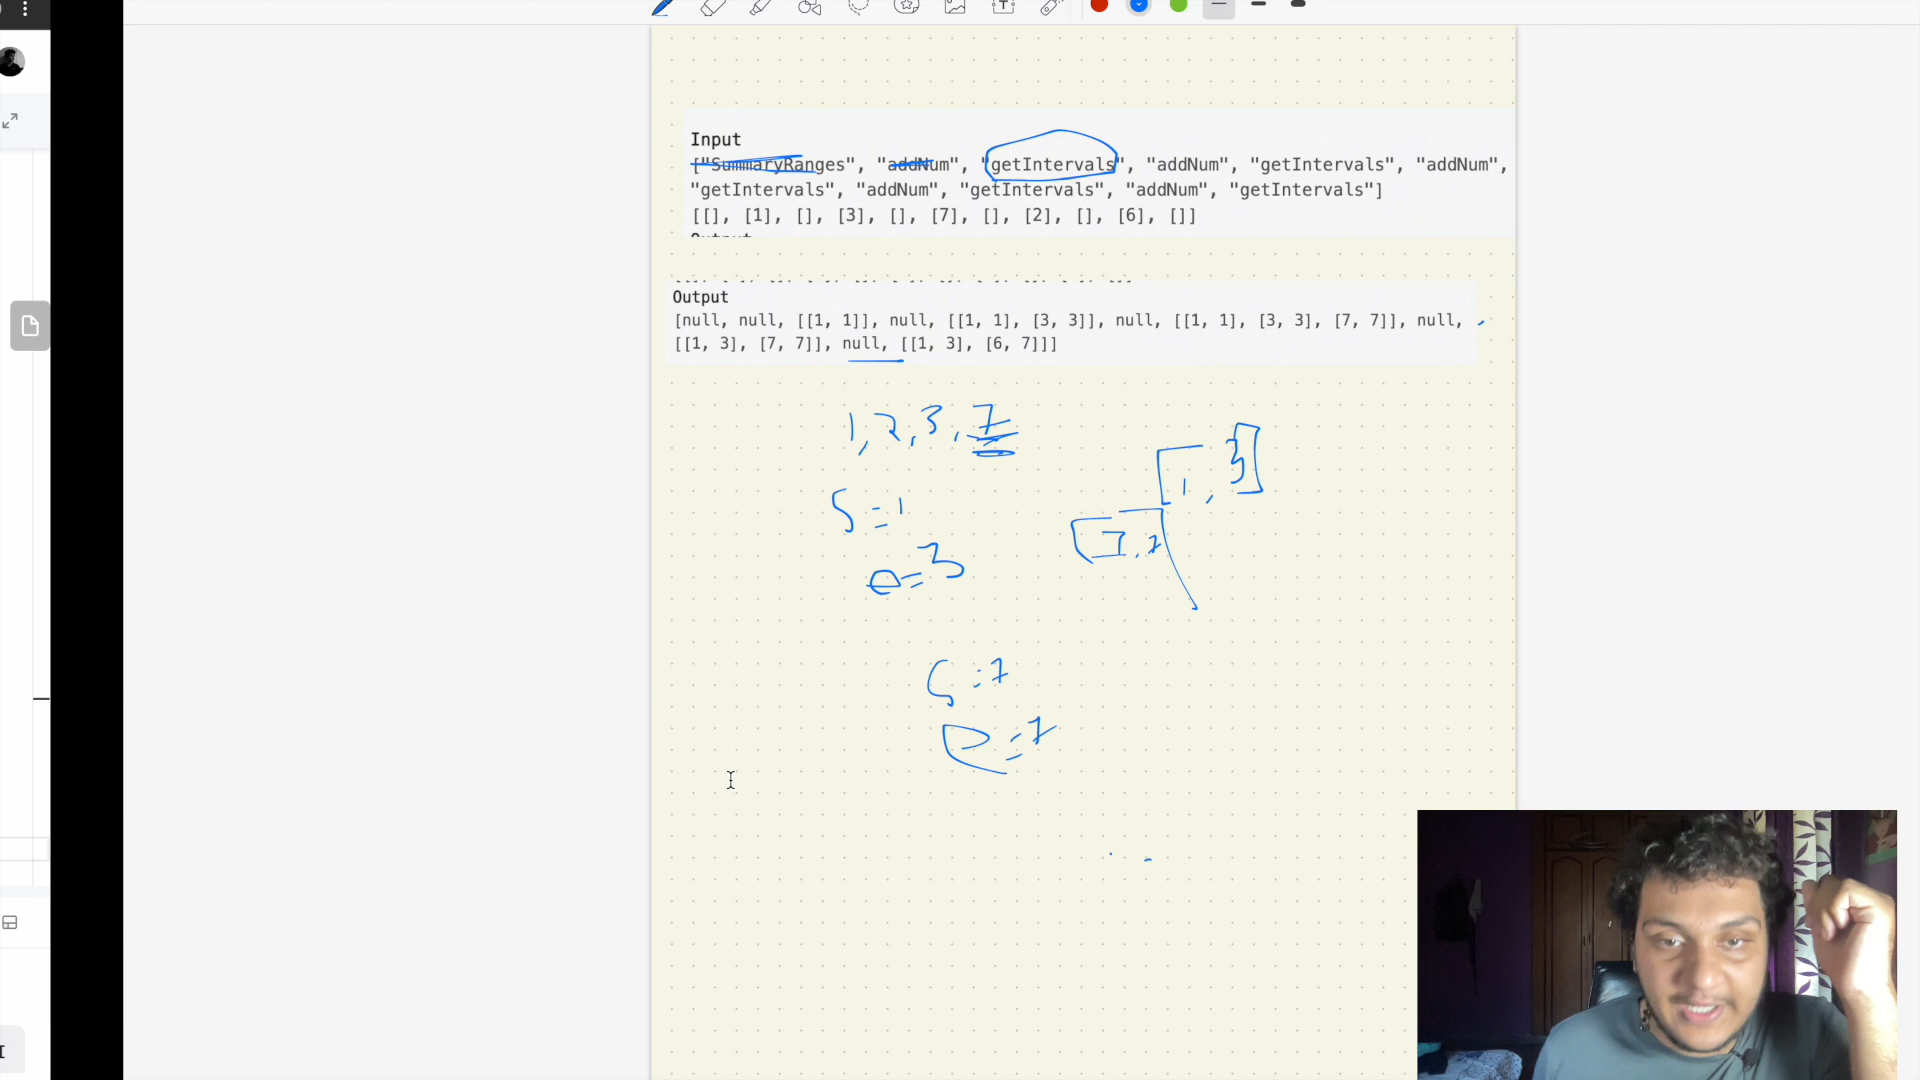 Input
["SummaryRanges", "addNum", "getIntervals", "addNum", "getIntervals", "addNum",
"getIntervals", "addNum", "getIntervals", "addNum", "getIntervals"]
[[], [1], [], [3], [], [7], [], [2], [], [6], []]
Output
[null, null, [[1, 1]], null, [[1, 1], [3, 3]], null, [[1, 1], [3, 3], [7, 7]], null,
[[1, 3], [7, 7]], null, [[1, 3], [6, 7]]]
1, 2, 3, 7
[1, 3]
S = 1
[7, 7
e = 3
S = 7
e = 7